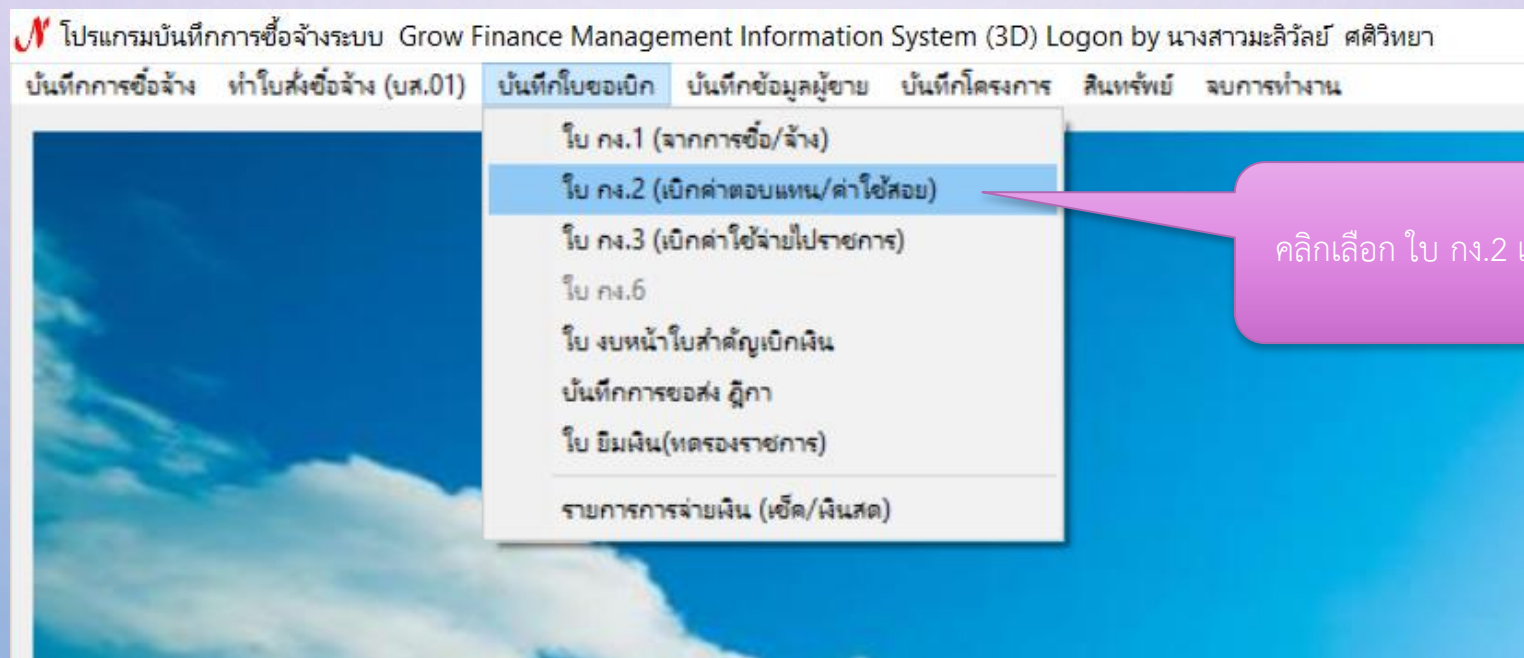 โปรแกรมบันทึกการซื้อจ้างระบบ Grow Finance Management Information System (3D) Logon by นางสาวมะลิวัลย์ ศศิวิทยา
บันทึกการซื้อจ้าง ทำใบสั่งซื้อจ้าง (บส.01) บันทึกใบขอเบิก บันทึกข้อมูลผู้ขาย บันทึกโครงการ สินทรัพย์ จบการทำงาน
ใบ กง.1 (จากการซื้อ/จ้าง)
ใบ กง.2 (เบิกค่าตอบแทน/ค่าใช้สอย)
ใบ กง.3 (เบิกค่าใช้จ่ายไปราชการ)
คลิกเลือก ใบ กง.2
ใบ กง.6
ใบ งบหน้าใบสำคัญเบิกเงิน
บันทึกการขอส่ง ฎีกา
ใบ ยืมเงิน(ทดรองราชการ)
รายการการจ่ายเงิน (เช็ค/เงินสด)